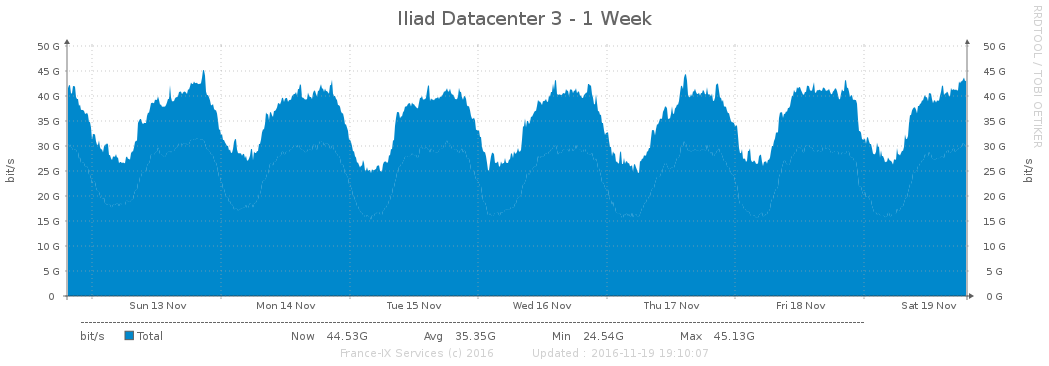 Iliad Datacenter 3 - 1 Week
RRDTOOL / TOBI OETIKER
bit/s
50 G 50 G
45 G 45 G
40 G 40 G
35 G 35 G
30 G 30 G
25 G 25 G
20 G 20 G
15 G 15 G
10 G 10 G
5 G 5 G
0 0 G
bit/s
Sun 13 Nov Mon 14 Nov Tue 15 Nov Wed 16 Nov Thu 17 Nov Fri 18 Nov Sat 19 Nov
bit/s Total Now 44.53G Avg 35.35G Min 24.54G Max 45.13G
France-IX Services (c) 2016 Updated : 2016-11-19 19:10:07